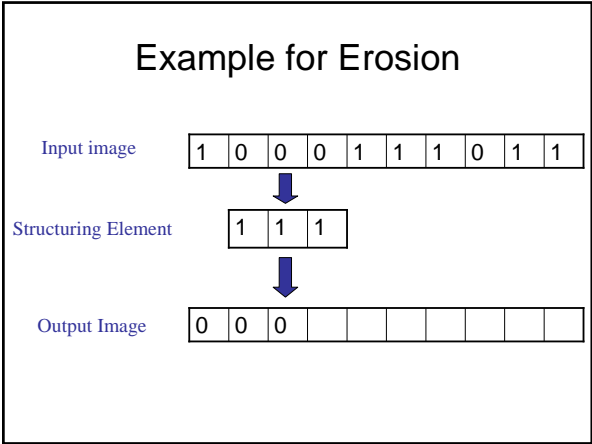 Example for Erosion
Input image 1 0 0 0 1 1 1 0 1 1
Structuring Element 1 1 1
Output Image 0 0 0